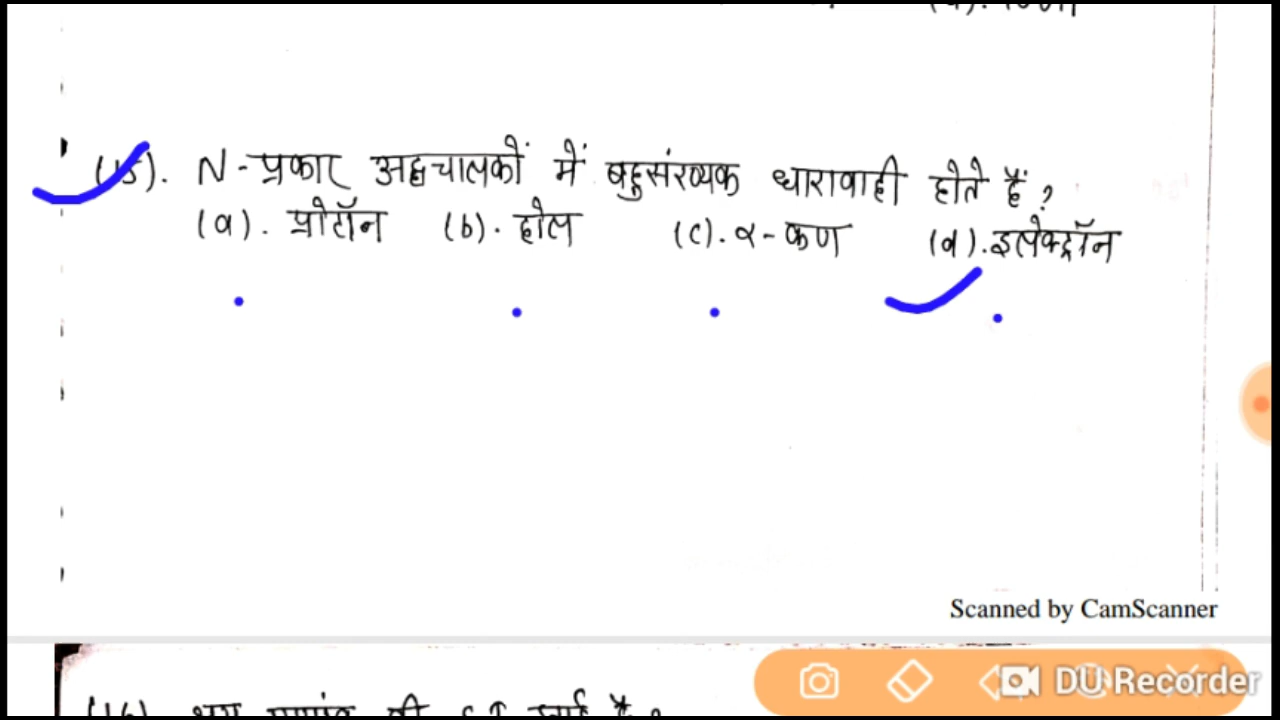 (15). N-प्रकार अर्द्धचालकों में बहुसंख्यक धारावाही होते हैं?
(a). प्रोटॉन (b). होल (c). α-कण (d). इलेक्ट्रॉन
Scanned by CamScanner
DU Recorder